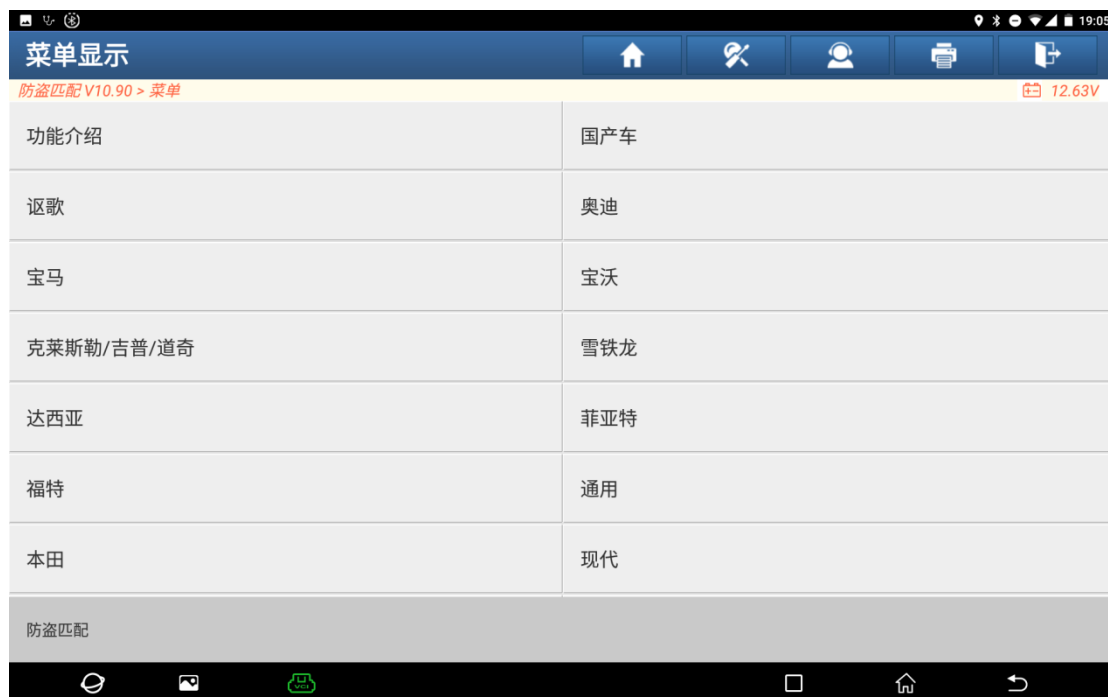 19:05
菜单显示
防盗匹配 V10.90 > 菜单
12.63V
功能介绍
国产车
讴歌
奥迪
宝马
宝沃
克莱斯勒/吉普/道奇
雪铁龙
达西亚
菲亚特
福特
通用
本田
现代
防盗匹配
VCI